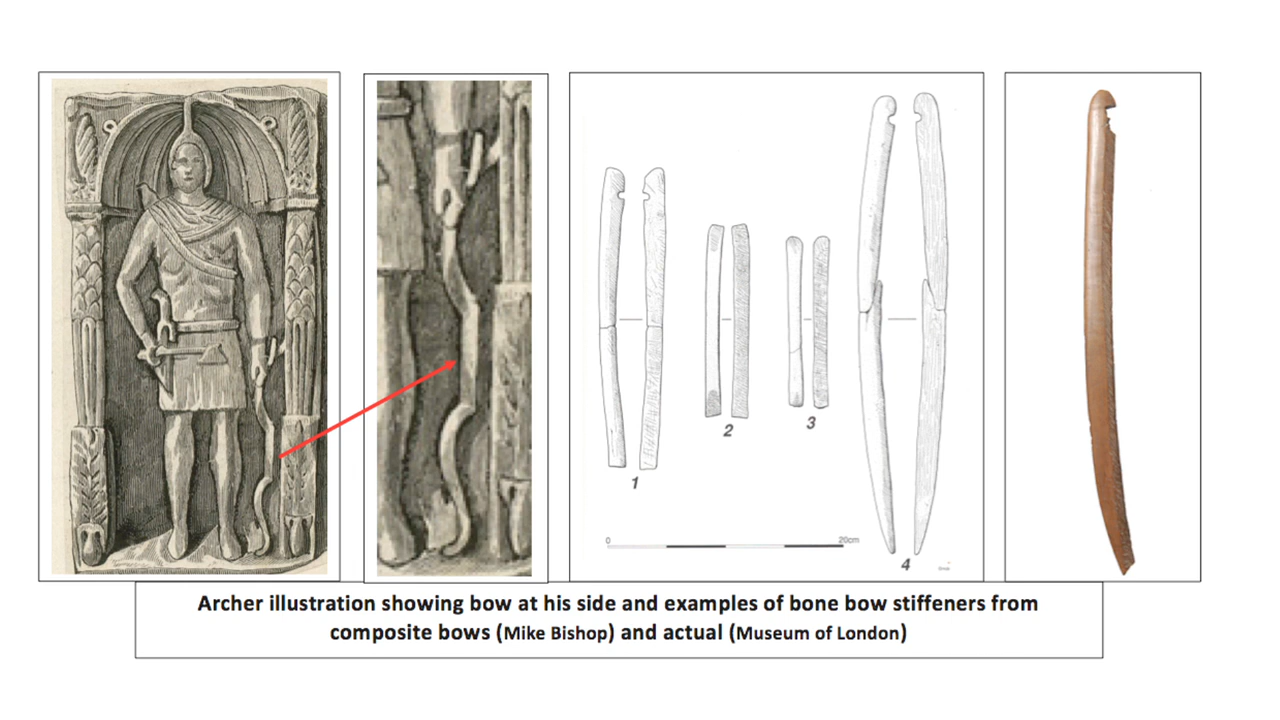 1
2
3
4
0
20cm
Archer illustration showing bow at his side and examples of bone bow stiffeners from
composite bows (Mike Bishop) and actual (Museum of London)